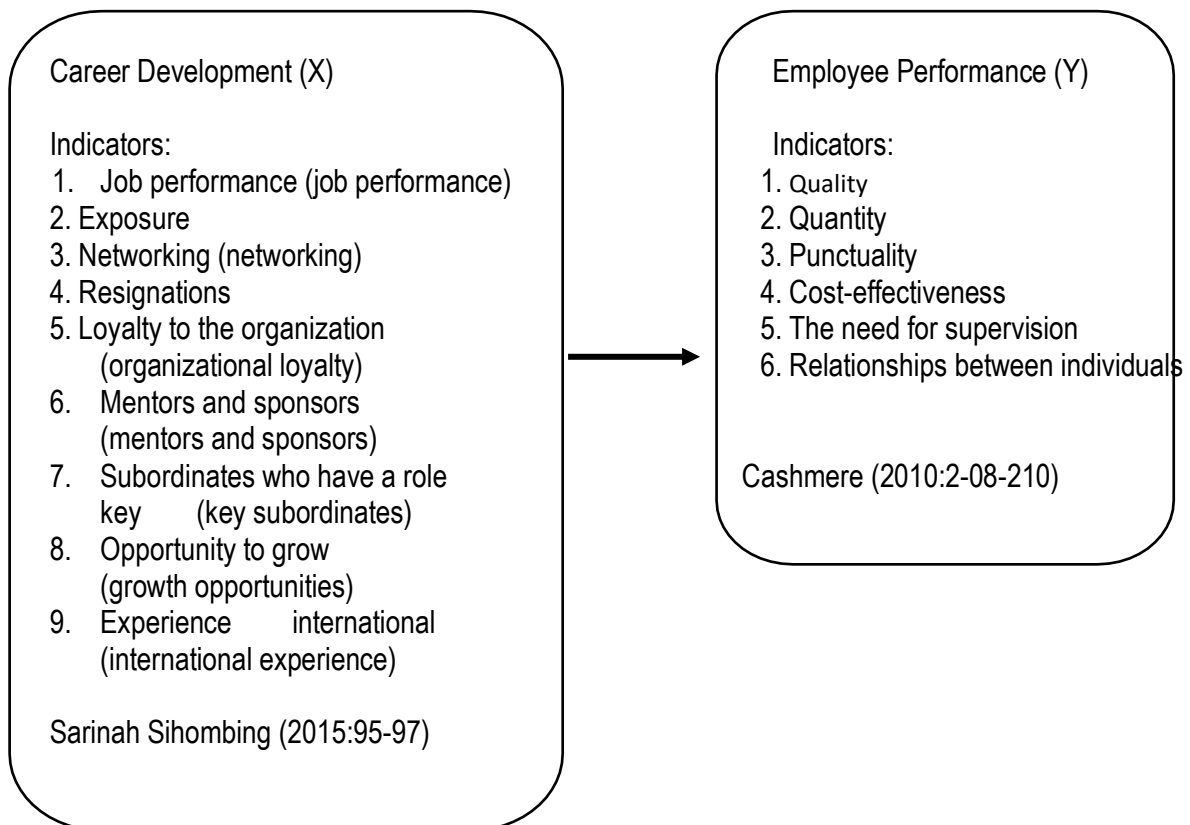 Career Development (X)
Indicators:
1. Job performance (job performance)
2. Exposure
3. Networking (networking)
4. Resignations
5. Loyalty to the organization
(organizational loyalty)
6. Mentors and sponsors
(mentors and sponsors)
7. Subordinates who have a role
key (key subordinates)
8. Opportunity to grow
(growth opportunities)
9. Experience international
(international experience)
Sarinah Sihombing (2015:95-97)
Employee Performance (Y)
Indicators:
1. Quality
2. Quantity
3. Punctuality
4. Cost-effectiveness
5. The need for supervision
6. Relationships between individuals
Cashmere (2010:2-08-210)